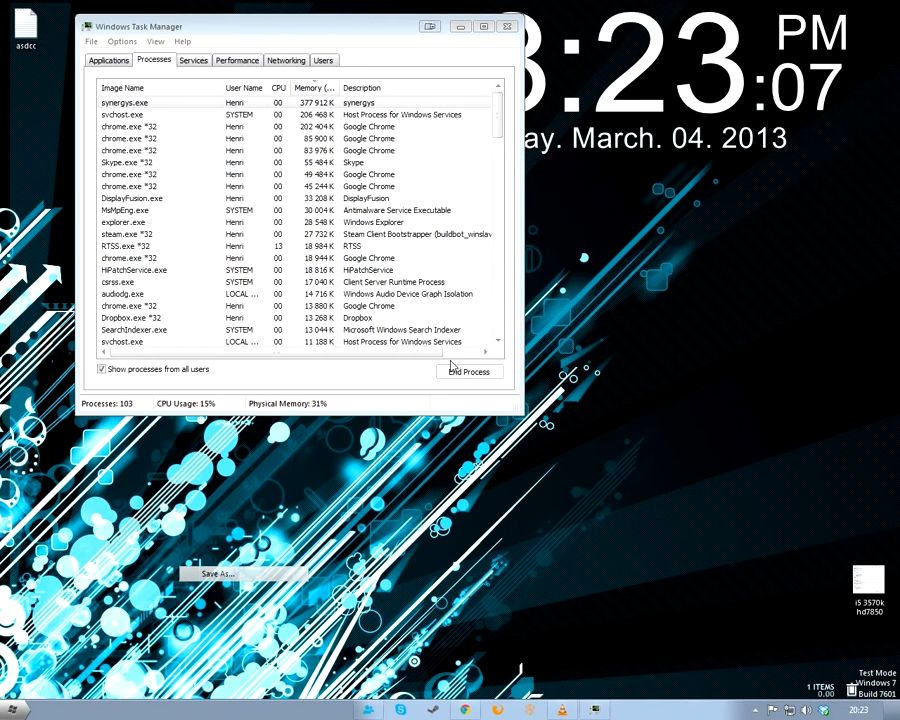 asdcc
Windows Task Manager
File Options View Help
Applications Processes Services Performance Networking Users
Image Name User Name CPU Memory (... Description
synergys.exe Henri 00 377 912 K synergys
svchost.exe SYSTEM 00 206 468 K Host Process for Windows Services
chrome.exe *32 Henri 00 202 404 K Google Chrome
chrome.exe *32 Henri 00 85 900 K Google Chrome
chrome.exe *32 Henri 00 83 976 K Google Chrome
Skype.exe *32 Henri 00 55 484 K Skype
chrome.exe *32 Henri 00 49 484 K Google Chrome
chrome.exe *32 Henri 00 45 244 K Google Chrome
DisplayFusion.exe Henri 00 33 208 K DisplayFusion
MsMpEng.exe SYSTEM 00 30 004 K Antimalware Service Executable
explorer.exe Henri 00 28 548 K Windows Explorer
steam.exe *32 Henri 00 27 732 K Steam Client Bootstrapper (buildbot_winslav
RTSS.exe *32 Henri 13 18 984 K RTSS
chrome.exe *32 Henri 00 18 944 K Google Chrome
HiPatchService.exe SYSTEM 00 18 816 K HiPatchService
csrss.exe SYSTEM 00 17 040 K Client Server Runtime Process
audiodg.exe LOCAL ... 00 14 716 K Windows Audio Device Graph Isolation
chrome.exe *32 Henri 00 13 880 K Google Chrome
Dropbox.exe *32 Henri 00 13 268 K Dropbox
SearchIndexer.exe SYSTEM 00 13 044 K Microsoft Windows Search Indexer
svchost.exe LOCAL ... 00 11 188 K Host Process for Windows Services
Show processes from all users
End Process
Processes: 103 CPU Usage: 15% Physical Memory: 31%
:23 PM
:07
ay. March. 04. 2013
Save As...
i5 3570k
hd7850
Test Mode
Windows 7
Build 7601
1 ITEMS
0.00
20:23